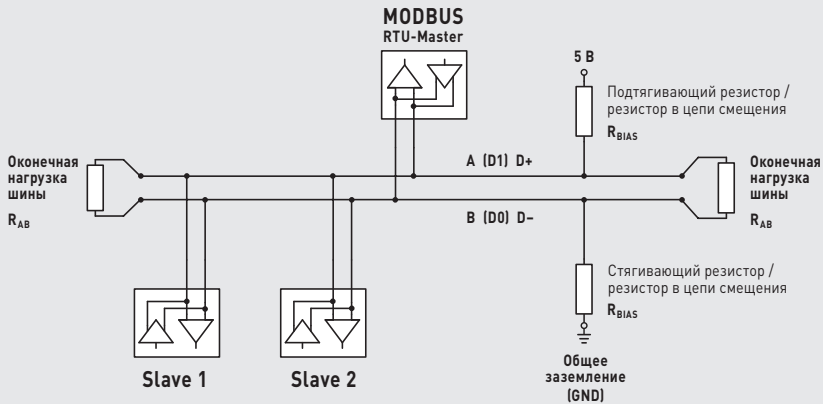 MODBUS
RTU-Master
5 В
Подтягивающий резистор /
резистор в цепи смещения
RBIAS
Оконечная
нагрузка
шины
RAB
A (D1) D+
B (D0) D–
Оконечная
нагрузка
шины
RAB
Стягивающий резистор /
резистор в цепи смещения
RBIAS
Общее
заземление
(GND)
Slave 1
Slave 2